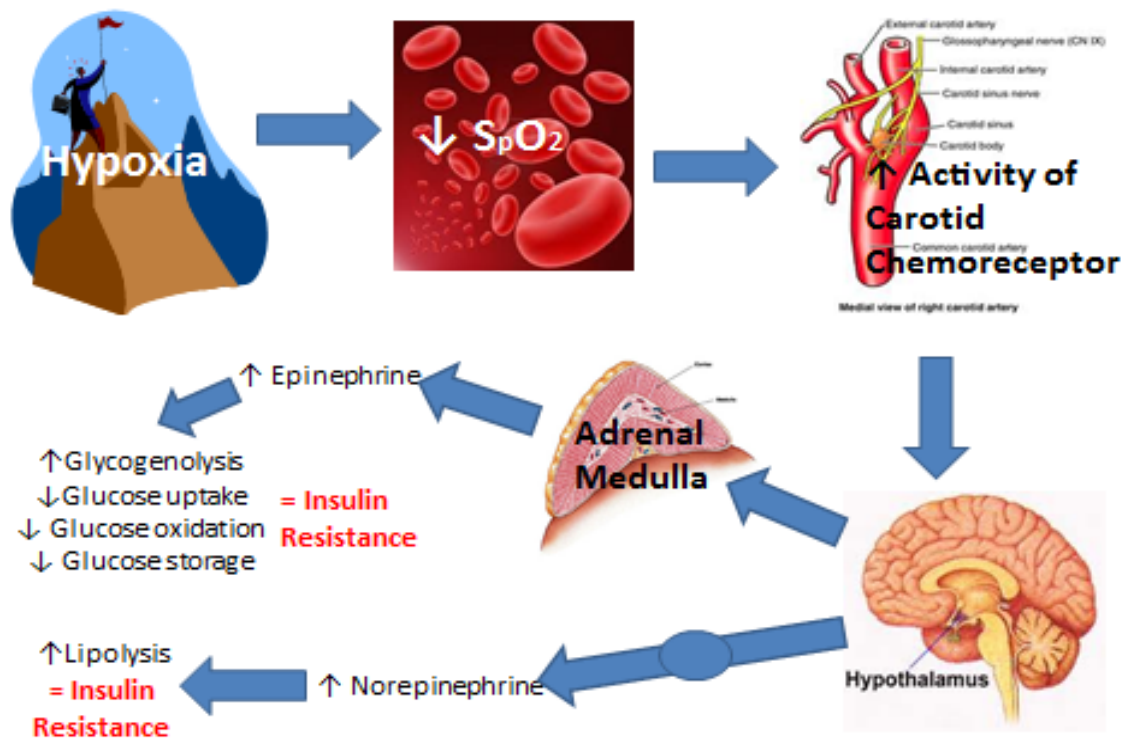 Hypoxia
↓ SpO2
External carotid artery
Glossopharyngeal nerve (CN IX)
Internal carotid artery
Carotid sinus nerve
Carotid sinus
Carotid body
↑ Activity of
Carotid
Common carotid artery
Chemoreceptor
Medial view of right carotid artery
↑ Epinephrine
Cortex
Medulla
Adrenal
Medulla
↑Glycogenolysis
↓Glucose uptake
↓ Glucose oxidation
↓ Glucose storage
= Insulin
Resistance
Hypothalamus
↑Lipolysis
= Insulin
Resistance
↑ Norepinephrine